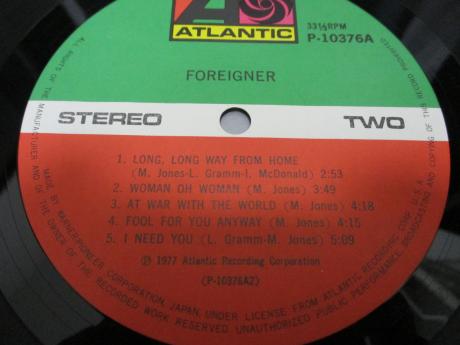 ATLANTIC
33⅓RPM
P-10376A
FOREIGNER
STEREO
TWO
1. LONG, LONG WAY FROM HOME
(M. Jones-L. Gramm-I. McDonald) 2:53
2. WOMAN OH WOMAN (M. Jones) 3:49
3. AT WAR WITH THE WORLD (M. Jones) 4:18
4. FOOL FOR YOU ANYWAY (M. Jones) 4:15
5. I NEED YOU (L. Gramm-M. Jones) 5:09
Ⓟ 1977 Atlantic Recording Corporation
(P-10376A2)
MADE BY WARNER-PIONEER CORPORATION, JAPAN, UNDER LICENSE FROM ATLANTIC RECORDING CORP., U.S.A.
ALL RIGHTS OF THE MANUFACTURER AND OF THE OWNER OF THE RECORDED WORK RESERVED. UNAUTHORIZED PUBLIC PERFORMANCE, BROADCASTING AND COPYING OF THIS RECORD PROHIBITED